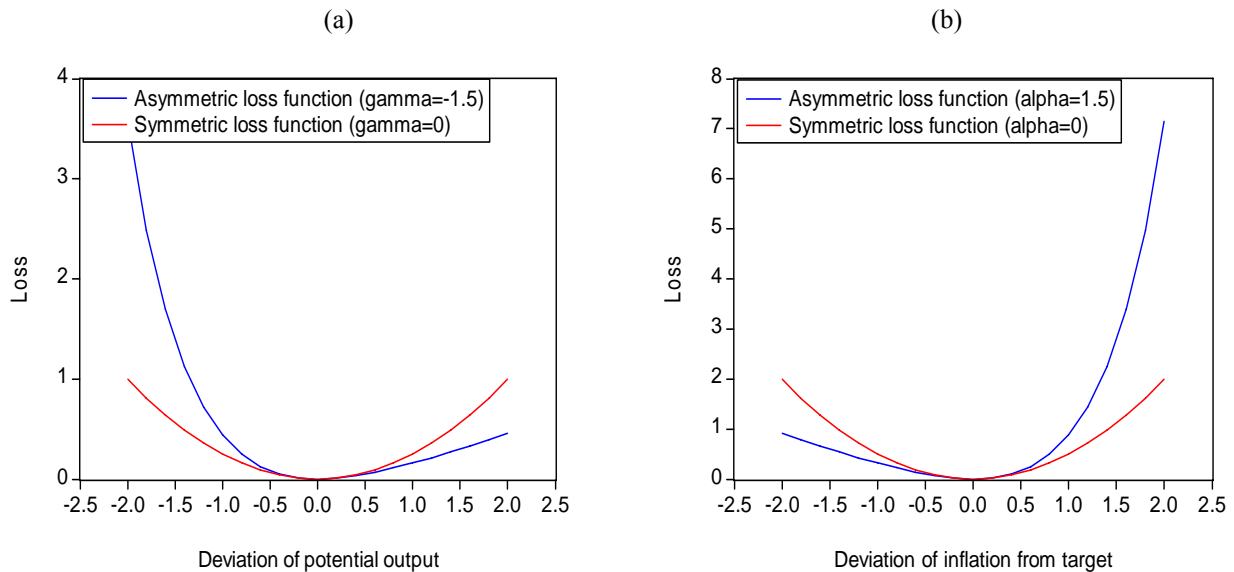 (a)
4
3
2
1
0
Loss
Asymmetric loss function (gamma=-1.5)
Symmetric loss function (gamma=0)
-2.5 -2.0 -1.5 -1.0 -0.5 0.0 0.5 1.0 1.5 2.0 2.5
Deviation of potential output
(b)
8
7
6
5
4
3
2
1
0
Loss
Asymmetric loss function (alpha=1.5)
Symmetric loss function (alpha=0)
-2.5 -2.0 -1.5 -1.0 -0.5 0.0 0.5 1.0 1.5 2.0 2.5
Deviation of inflation from target